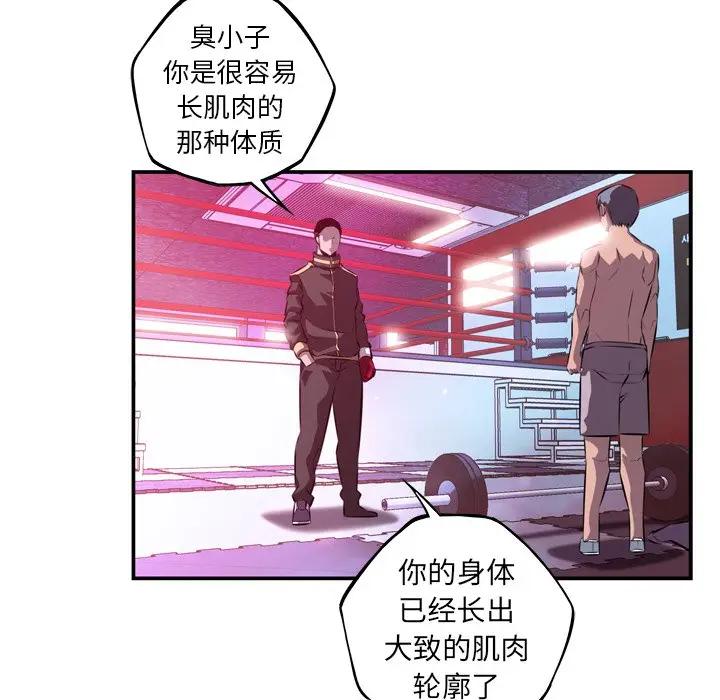 臭小子
你是很容易
长肌肉的
那种体质
你的身体
已经长出
大致的肌肉
轮廓了